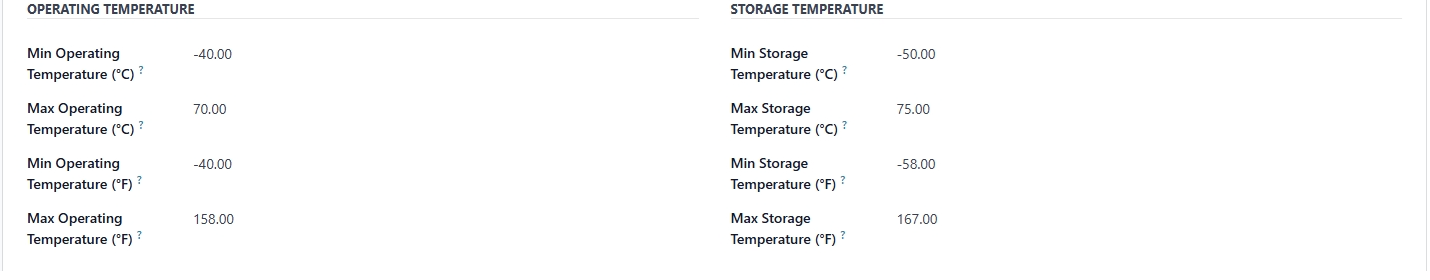 OPERATING TEMPERATURE
Min Operating
Temperature (°C) ?
-40.00
Max Operating
Temperature (°C) ?
70.00
Min Operating
Temperature (°F) ?
-40.00
Max Operating
Temperature (°F) ?
158.00
STORAGE TEMPERATURE
Min Storage
Temperature (°C) ?
-50.00
Max Storage
Temperature (°C) ?
75.00
Min Storage
Temperature (°F) ?
-58.00
Max Storage
Temperature (°F) ?
167.00